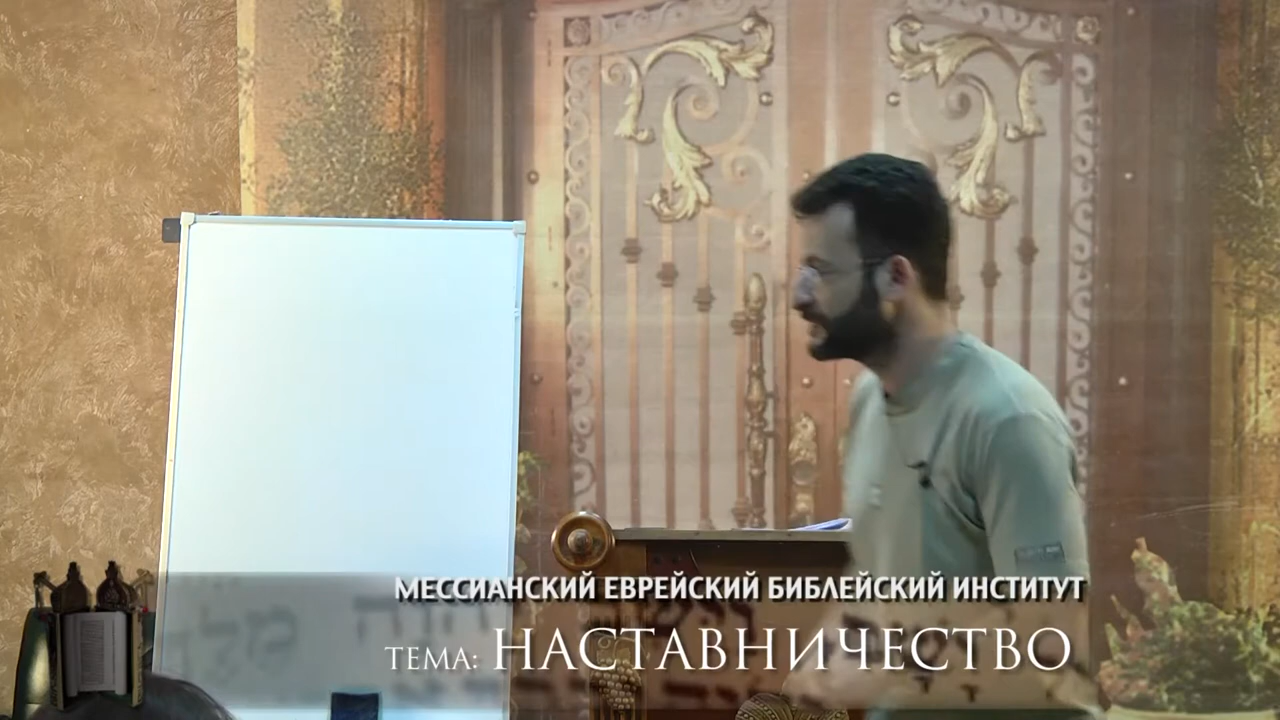 МЕССИАНСКИЙ ЕВРЕЙСКИЙ БИБЛЕЙСКИЙ ИНСТИТУТ
ТЕМА: НАСТАВНИЧЕСТВО